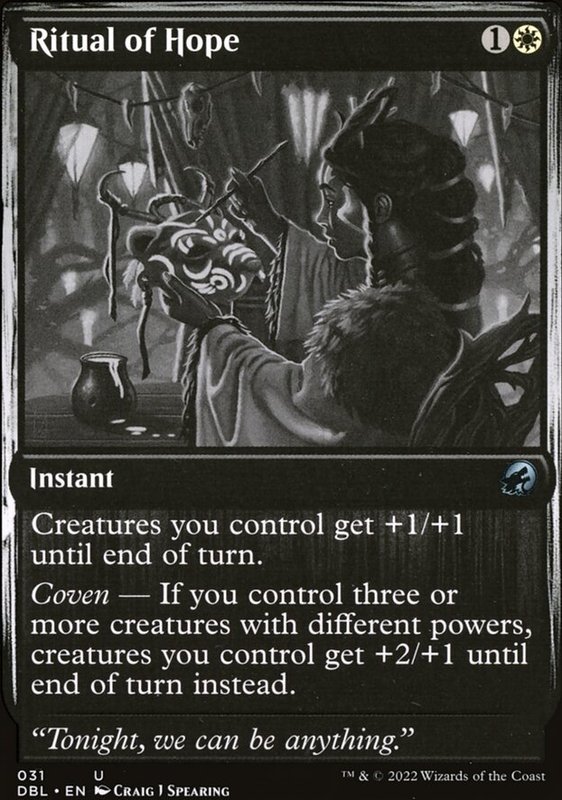 Ritual of Hope 1
Instant
Creatures you control get +1/+1
until end of turn.
Coven — If you control three or
more creatures with different powers,
creatures you control get +2/+1 until
end of turn instead.
“Tonight, we can be anything.”
031 U
DBL • EN Craig J Spearing
™ & © 2022 Wizards of the Coast